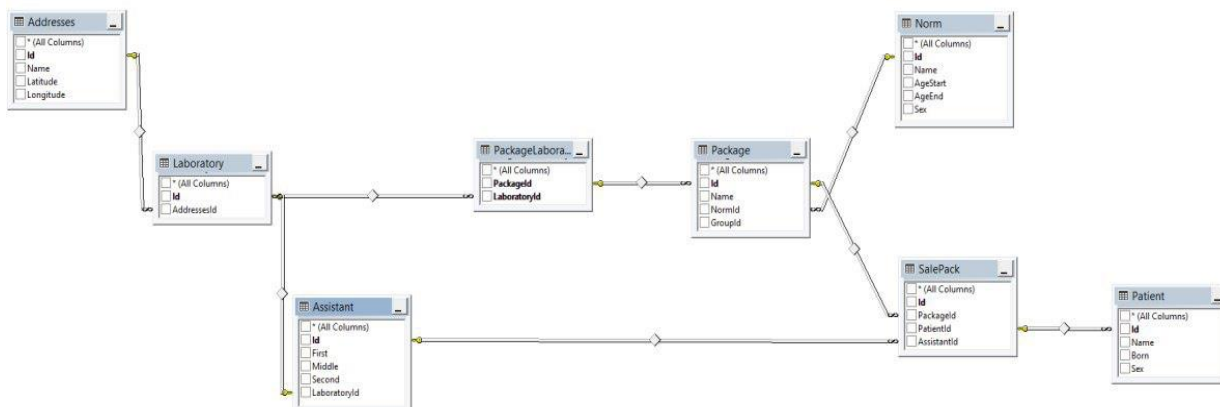 Addresses
* (All Columns)
Id
Name
Latitude
Longitude
Norm
* (All Columns)
Id
Name
AgeStart
AgeEnd
Sex
Laboratory
* (All Columns)
Id
AddressesId
PackageLabora...
* (All Columns)
PackageId
LaboratoryId
Package
* (All Columns)
Id
Name
NormId
GroupId
SalePack
* (All Columns)
Id
PackageId
PatientId
AssistantId
Patient
* (All Columns)
Id
Name
Born
Sex
Assistant
* (All Columns)
Id
First
Middle
Second
LaboratoryId